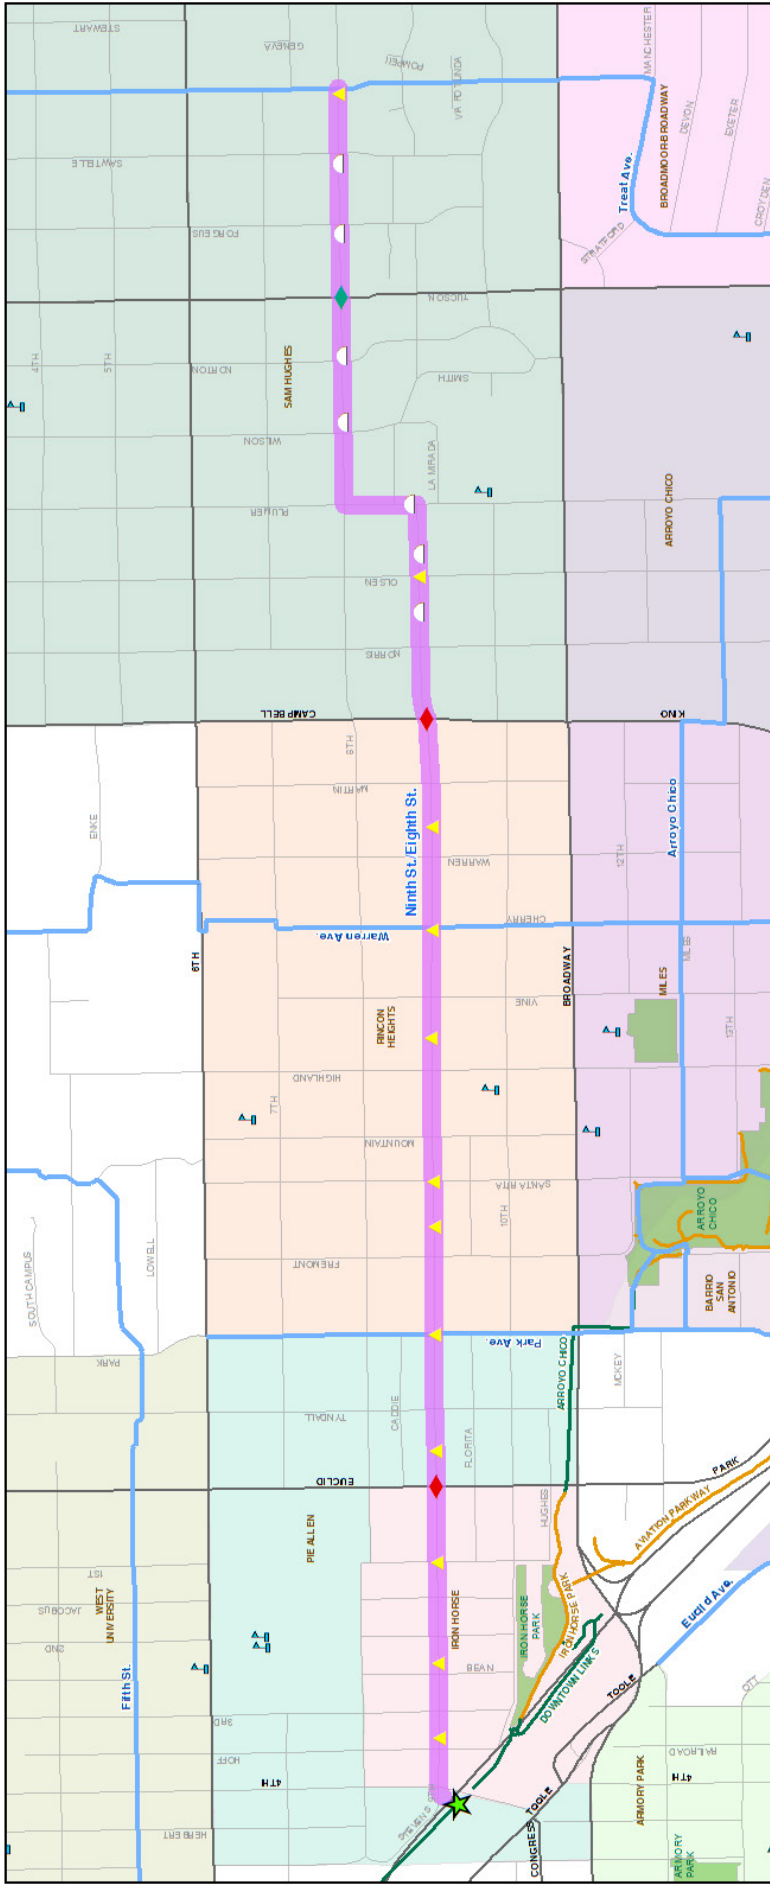 STEWART
GENEVA
POMPEII
VIA ROTUNDA
MANCHESTER
BROADMOOR-BROADWAY
DEVON
EXETER
CROYDEN
Treat Ave.
STRATFORD
SAWTELLE
FORGEUS
TUCSON
4TH
5TH
NORTON
SAM HUGHES
SMITH
WILSON
LA MIRADA
PLUMER
ARROYO CHICO
OLSEN
NORRIS
CAMPBELL
KINO
8TH
MARTIN
ENKE
Ninth St./Eighth St.
Arroyo Chico
WARREN
12TH
CHERRY
Warren Ave.
6TH
BROADWAY
MILES
MILES
VINE
RINCON
HEIGHTS
13TH
HIGHLAND
7TH
MOUNTAIN
SANTA RITA
10TH
ARROYO
CHICO
SOUTH CAMPUS
LOWELL
FREMONT
BARRIO
SAN
ANTONIO
Park Ave.
PARK
ARROYO CHICO
MCKEY
TYNDALL
CADDIE
FLORITA
EUCLID
PARK
HUGHES
AVIATION PARKWAY
PIE ALLEN
1ST
WEST
UNIVERSITY
JACOBUS
2ND
IRON HORSE
IRON HORSE
PARK
IRON HORSE PARK
Euclid Ave.
BEAN
DOWNTOWN LINKS
Fifth St.
TOOLE
OTT
3RD
HOFF
4TH
RAILROAD
4TH
ARMORY PARK
STEVENS
9TH
TOOLE
HERBERT
CONGRESS
ARMORY
PARK